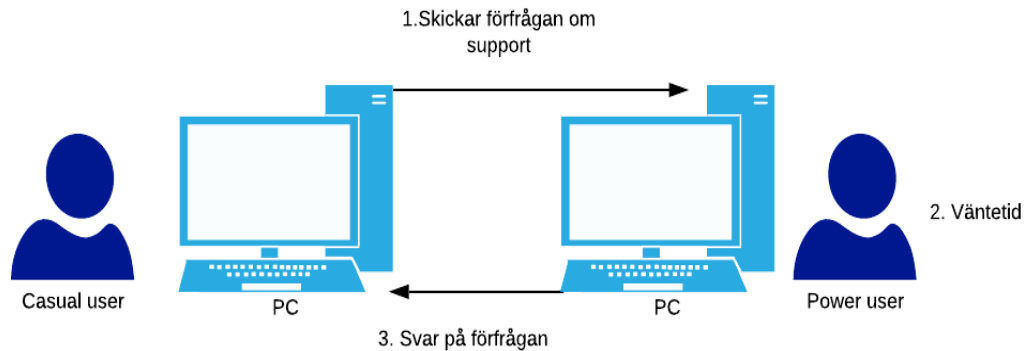 1.Skickar förfrågan om
support
2. Väntetid
Casual user
PC
PC
Power user
3. Svar på förfrågan